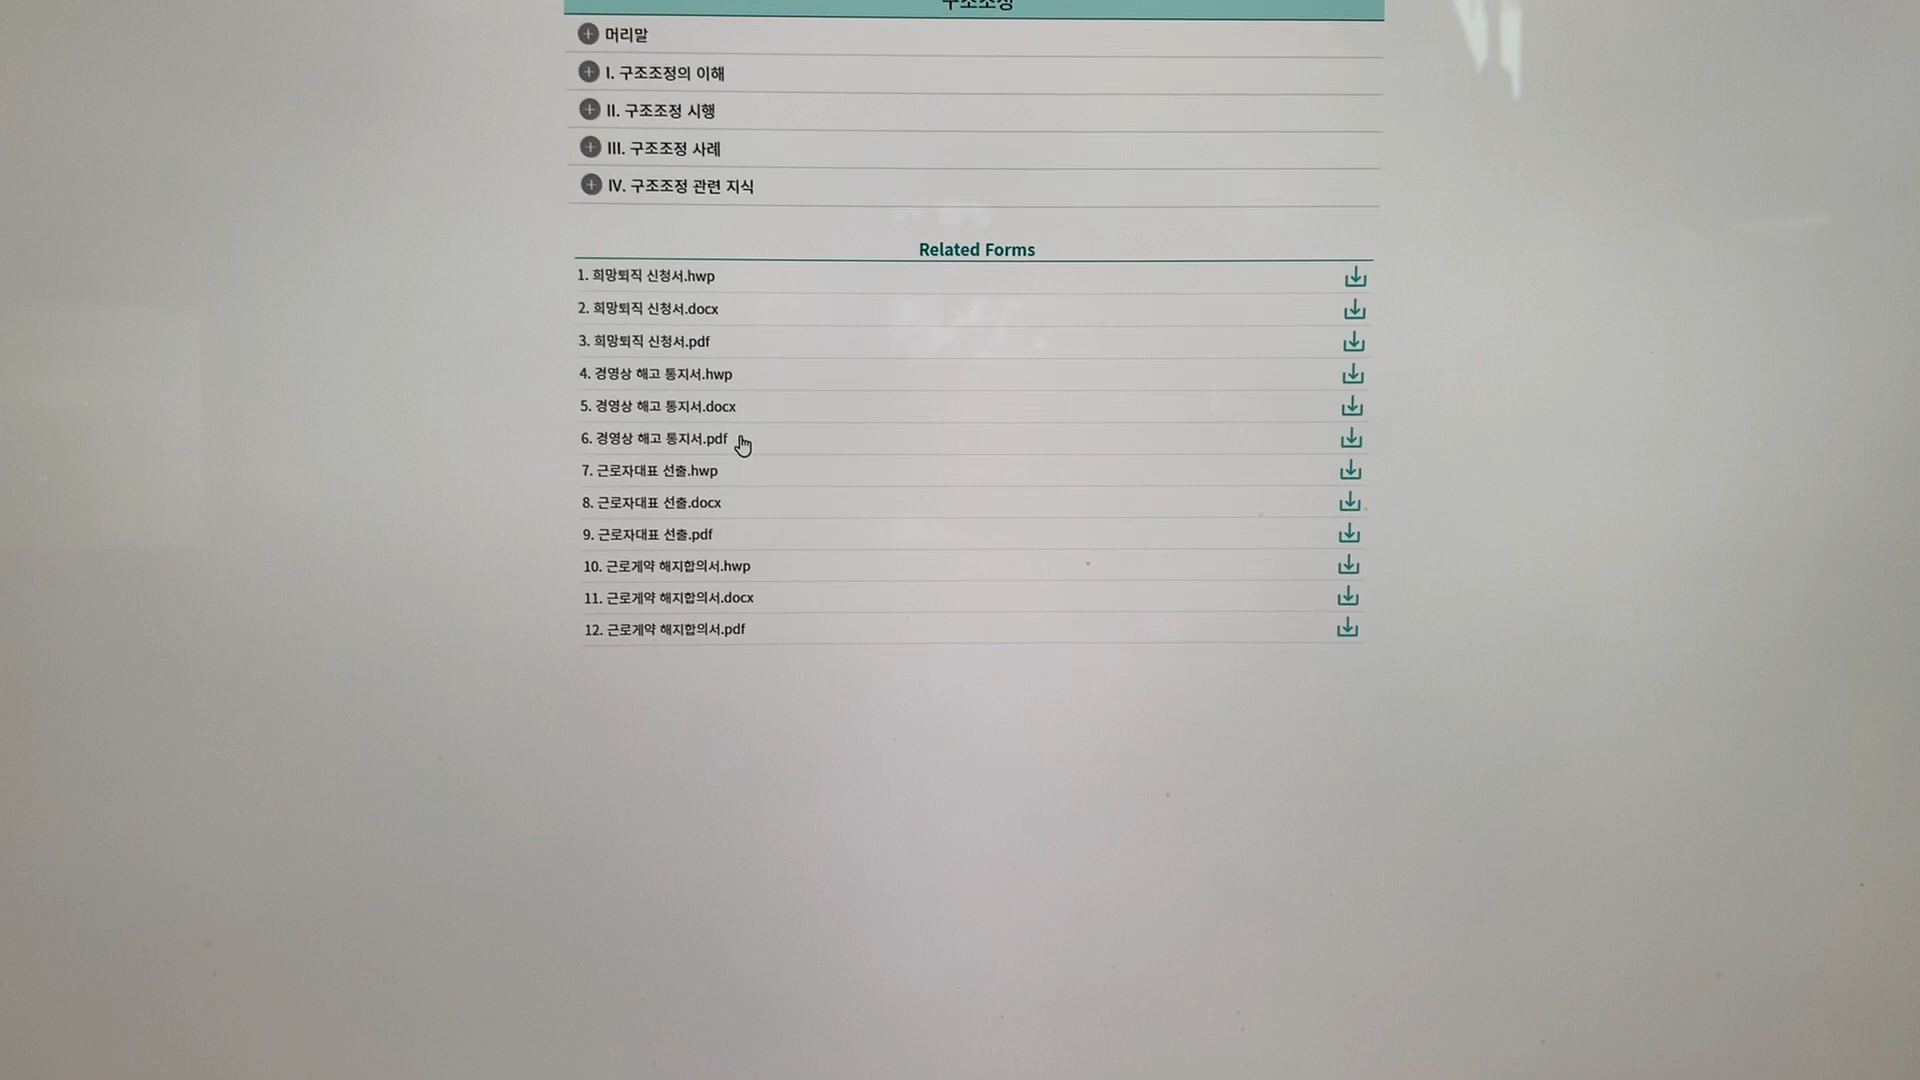 구조조정
머리말
I. 구조조정의 이해
II. 구조조정 시행
III. 구조조정 사례
IV. 구조조정 관련 지식
Related Forms
1. 희망퇴직 신청서.hwp
2. 희망퇴직 신청서.docx
3. 희망퇴직 신청서.pdf
4. 경영상 해고 통지서.hwp
5. 경영상 해고 통지서.docx
6. 경영상 해고 통지서.pdf
7. 근로자대표 선출.hwp
8. 근로자대표 선출.docx
9. 근로자대표 선출.pdf
10. 근로게약 해지합의서.hwp
11. 근로게약 해지합의서.docx
12. 근로게약 해지합의서.pdf